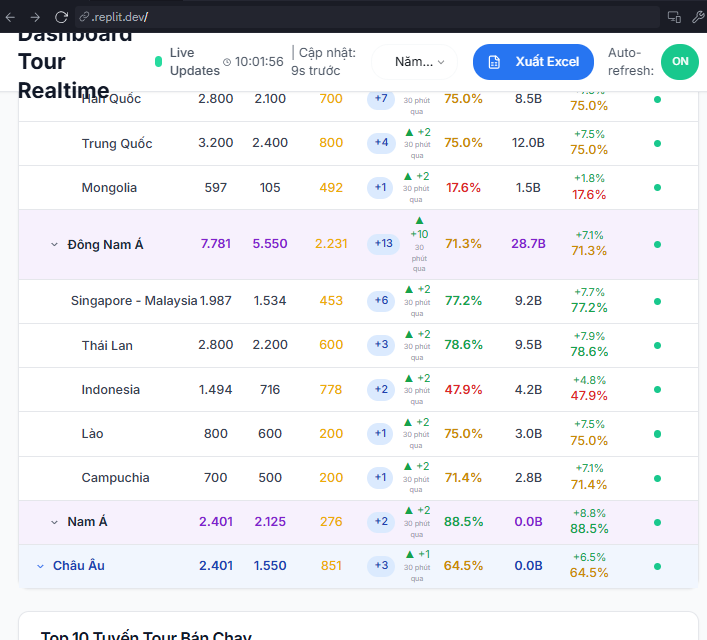 .replit.dev/
Dashboard
Tour
Realtime
Live
Updates
10:01:56
Cập nhật:
9s trước
Năm...
Xuất Excel
Auto-
refresh:
ON
Hàn Quốc 2.800 2.100 700 +7 30 phút qua 75.0% 8.5B 75.0%
Trung Quốc 3.200 2.400 800 +4 ▲ +2 30 phút qua 75.0% 12.0B +7.5% 75.0%
Mongolia 597 105 492 +1 ▲ +2 30 phút qua 17.6% 1.5B +1.8% 17.6%
Đông Nam Á 7.781 5.550 2.231 +13 ▲ +10 30 phút qua 71.3% 28.7B +7.1% 71.3%
Singapore - Malaysia 1.987 1.534 453 +6 ▲ +2 30 phút qua 77.2% 9.2B +7.7% 77.2%
Thái Lan 2.800 2.200 600 +3 ▲ +2 30 phút qua 78.6% 9.5B +7.9% 78.6%
Indonesia 1.494 716 778 +2 ▲ +2 30 phút qua 47.9% 4.2B +4.8% 47.9%
Lào 800 600 200 +1 ▲ +2 30 phút qua 75.0% 3.0B +7.5% 75.0%
Campuchia 700 500 200 +1 ▲ +2 30 phút qua 71.4% 2.8B +7.1% 71.4%
Nam Á 2.401 2.125 276 +2 ▲ +2 30 phút qua 88.5% 0.0B +8.8% 88.5%
Châu Âu 2.401 1.550 851 +3 ▲ +1 30 phút qua 64.5% 0.0B +6.5% 64.5%
Top 10 Tuyến Tour Bán Chạy